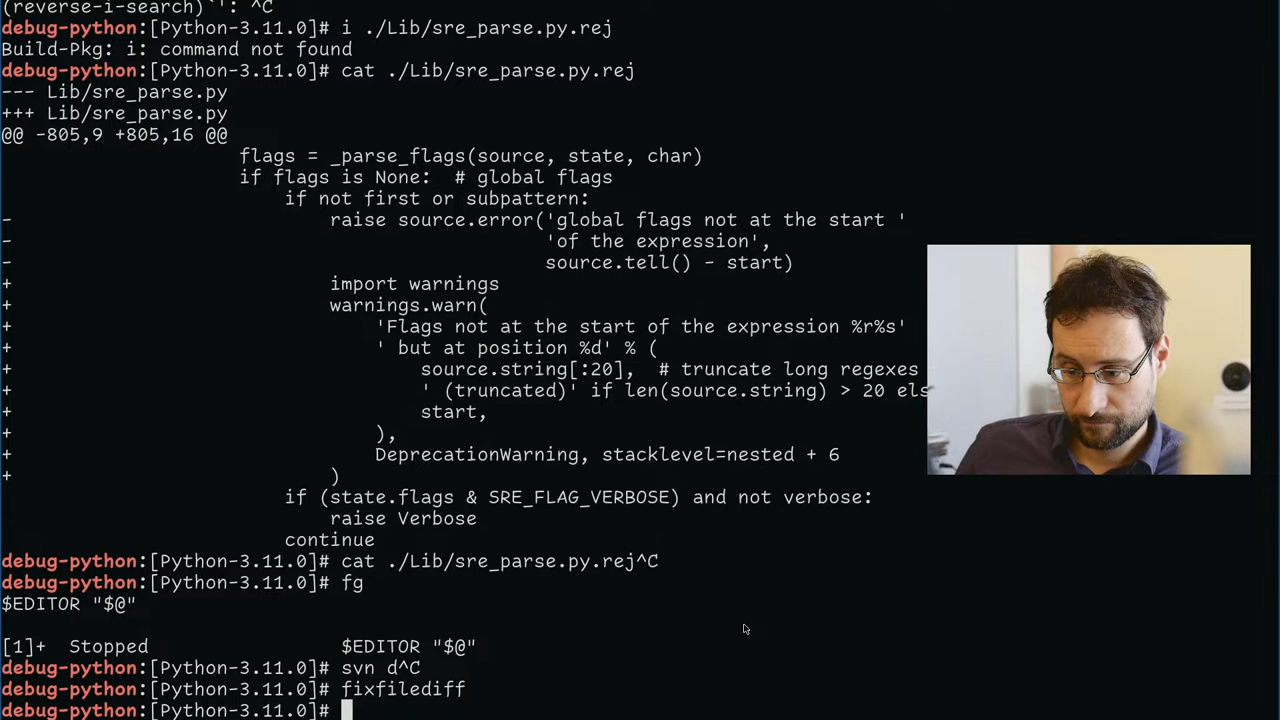 (reverse-i-search)`': ^C
debug-python:[Python-3.11.0]# i ./Lib/sre_parse.py.rej
Build-Pkg: i: command not found
debug-python:[Python-3.11.0]# cat ./Lib/sre_parse.py.rej
--- Lib/sre_parse.py
+++ Lib/sre_parse.py
@@ -805,9 +805,16 @@
flags = _parse_flags(source, state, char)
if flags is None:  # global flags
if not first or subpattern:
- raise source.error('global flags not at the start '
- 'of the expression',
- source.tell() - start)
+ import warnings
+ warnings.warn(
+ 'Flags not at the start of the expression %r%s'
+ ' but at position %d' % (
+ source.string[:20],  # truncate long regexes
+ ' (truncated)' if len(source.string) > 20 els
+ start,
+ ),
+ DeprecationWarning, stacklevel=nested + 6
+ )
if (state.flags & SRE_FLAG_VERBOSE) and not verbose:
raise Verbose
continue
debug-python:[Python-3.11.0]# cat ./Lib/sre_parse.py.rej^C
debug-python:[Python-3.11.0]# fg
$EDITOR "$@"
[1]+  Stopped                 $EDITOR "$@"
debug-python:[Python-3.11.0]# svn d^C
debug-python:[Python-3.11.0]# fixfilediff
debug-python:[Python-3.11.0]#